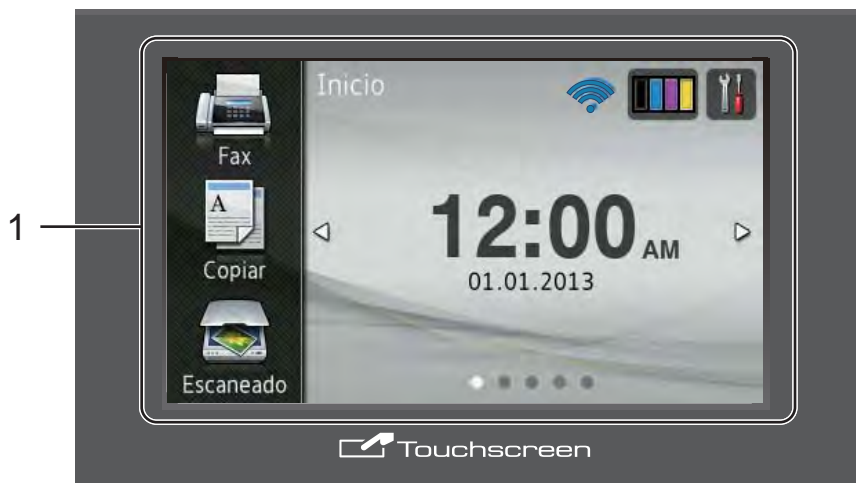 Inicio
Fax
A
Copiar
Escaneado
12:00 AM
01.01.2013
1
Touchscreen